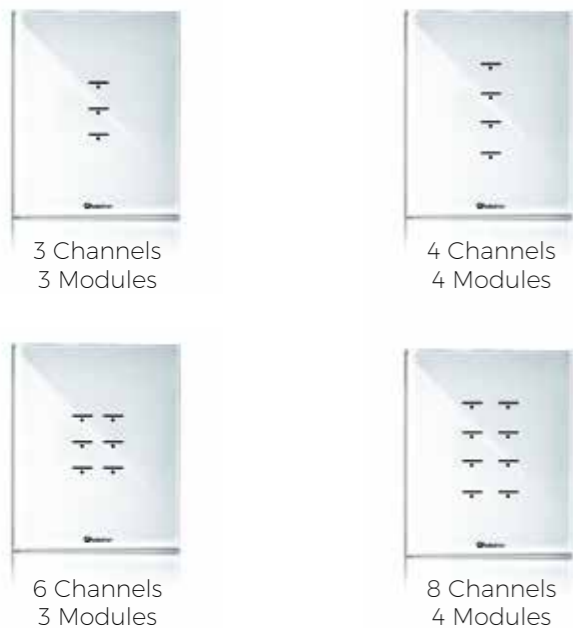 3 Channels
3 Modules
4 Channels
4 Modules
6 Channels
3 Modules
8 Channels
4 Modules